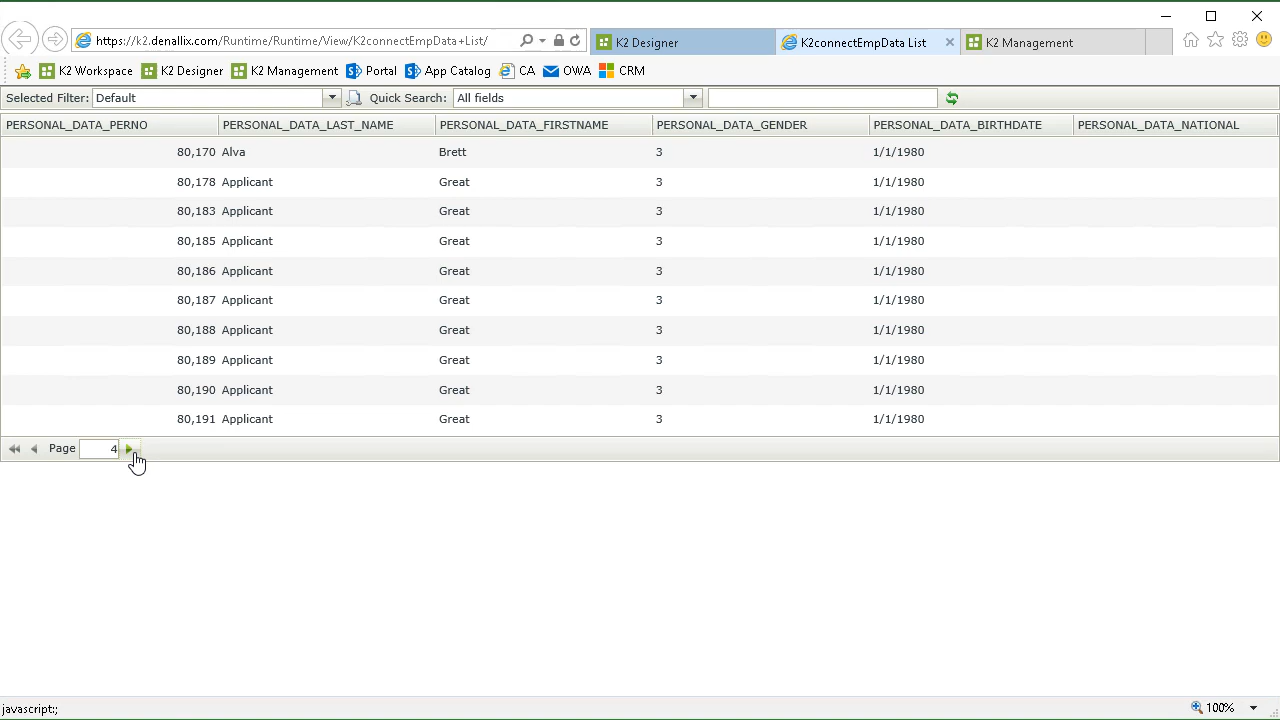 https://k2.denallix.com/Runtime/Runtime/View/K2connectEmpData+List/
K2 Designer
K2connectEmpData List
K2 Management
K2 Workspace
K2 Designer
K2 Management
Portal
App Catalog
CA
OWA
CRM
Selected Filter: Default
Quick Search: All fields
PERSONAL_DATA_PERNO PERSONAL_DATA_LAST_NAME PERSONAL_DATA_FIRSTNAME PERSONAL_DATA_GENDER PERSONAL_DATA_BIRTHDATE PERSONAL_DATA_NATIONAL
80,170 Alva Brett 3 1/1/1980
80,178 Applicant Great 3 1/1/1980
80,183 Applicant Great 3 1/1/1980
80,185 Applicant Great 3 1/1/1980
80,186 Applicant Great 3 1/1/1980
80,187 Applicant Great 3 1/1/1980
80,188 Applicant Great 3 1/1/1980
80,189 Applicant Great 3 1/1/1980
80,190 Applicant Great 3 1/1/1980
80,191 Applicant Great 3 1/1/1980
Page 4
javascript:;
100%